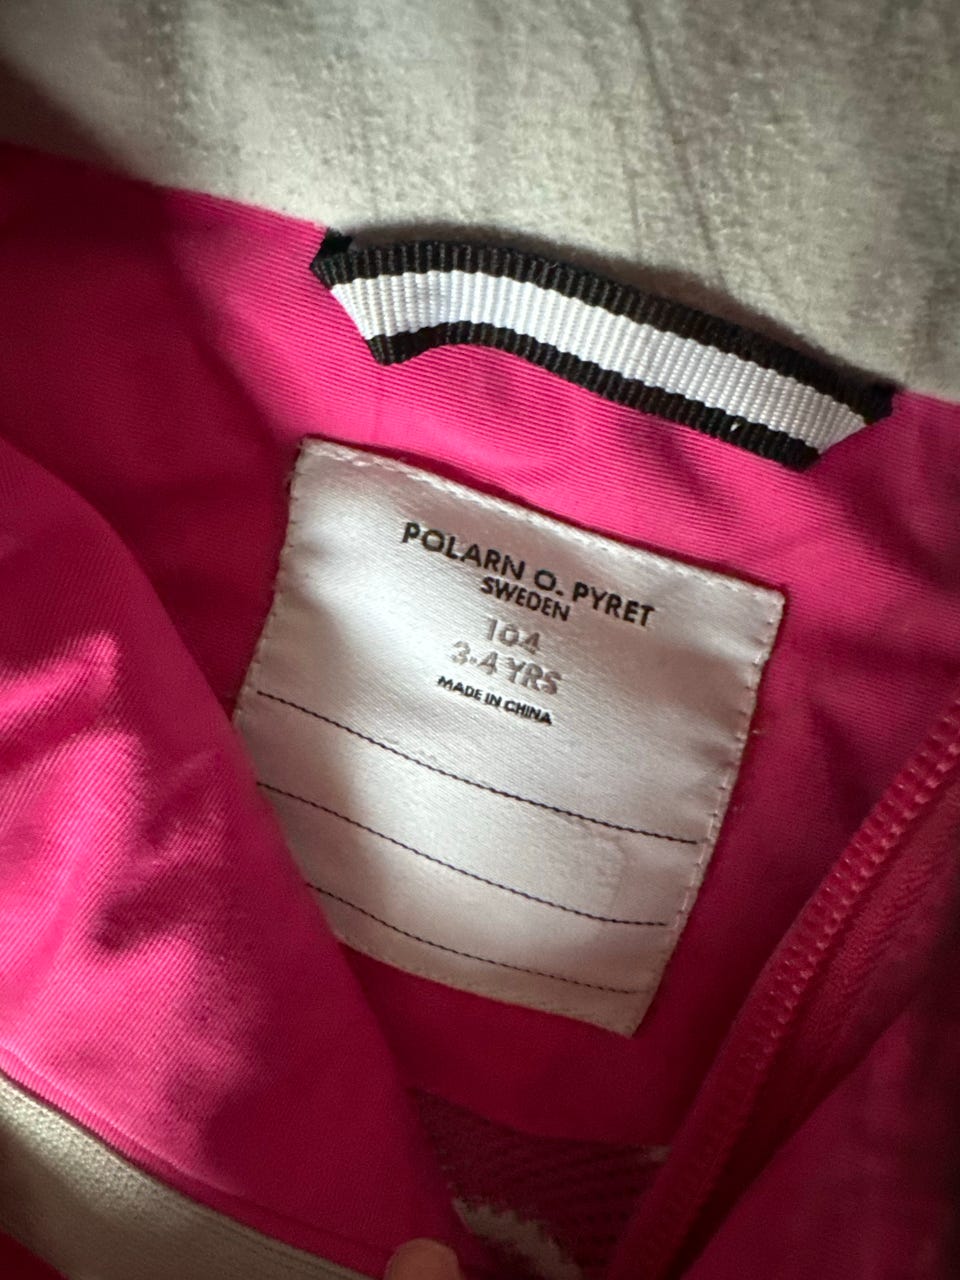 POLARN O. PYRET
SWEDEN
104
3-4 YRS
MADE IN CHINA